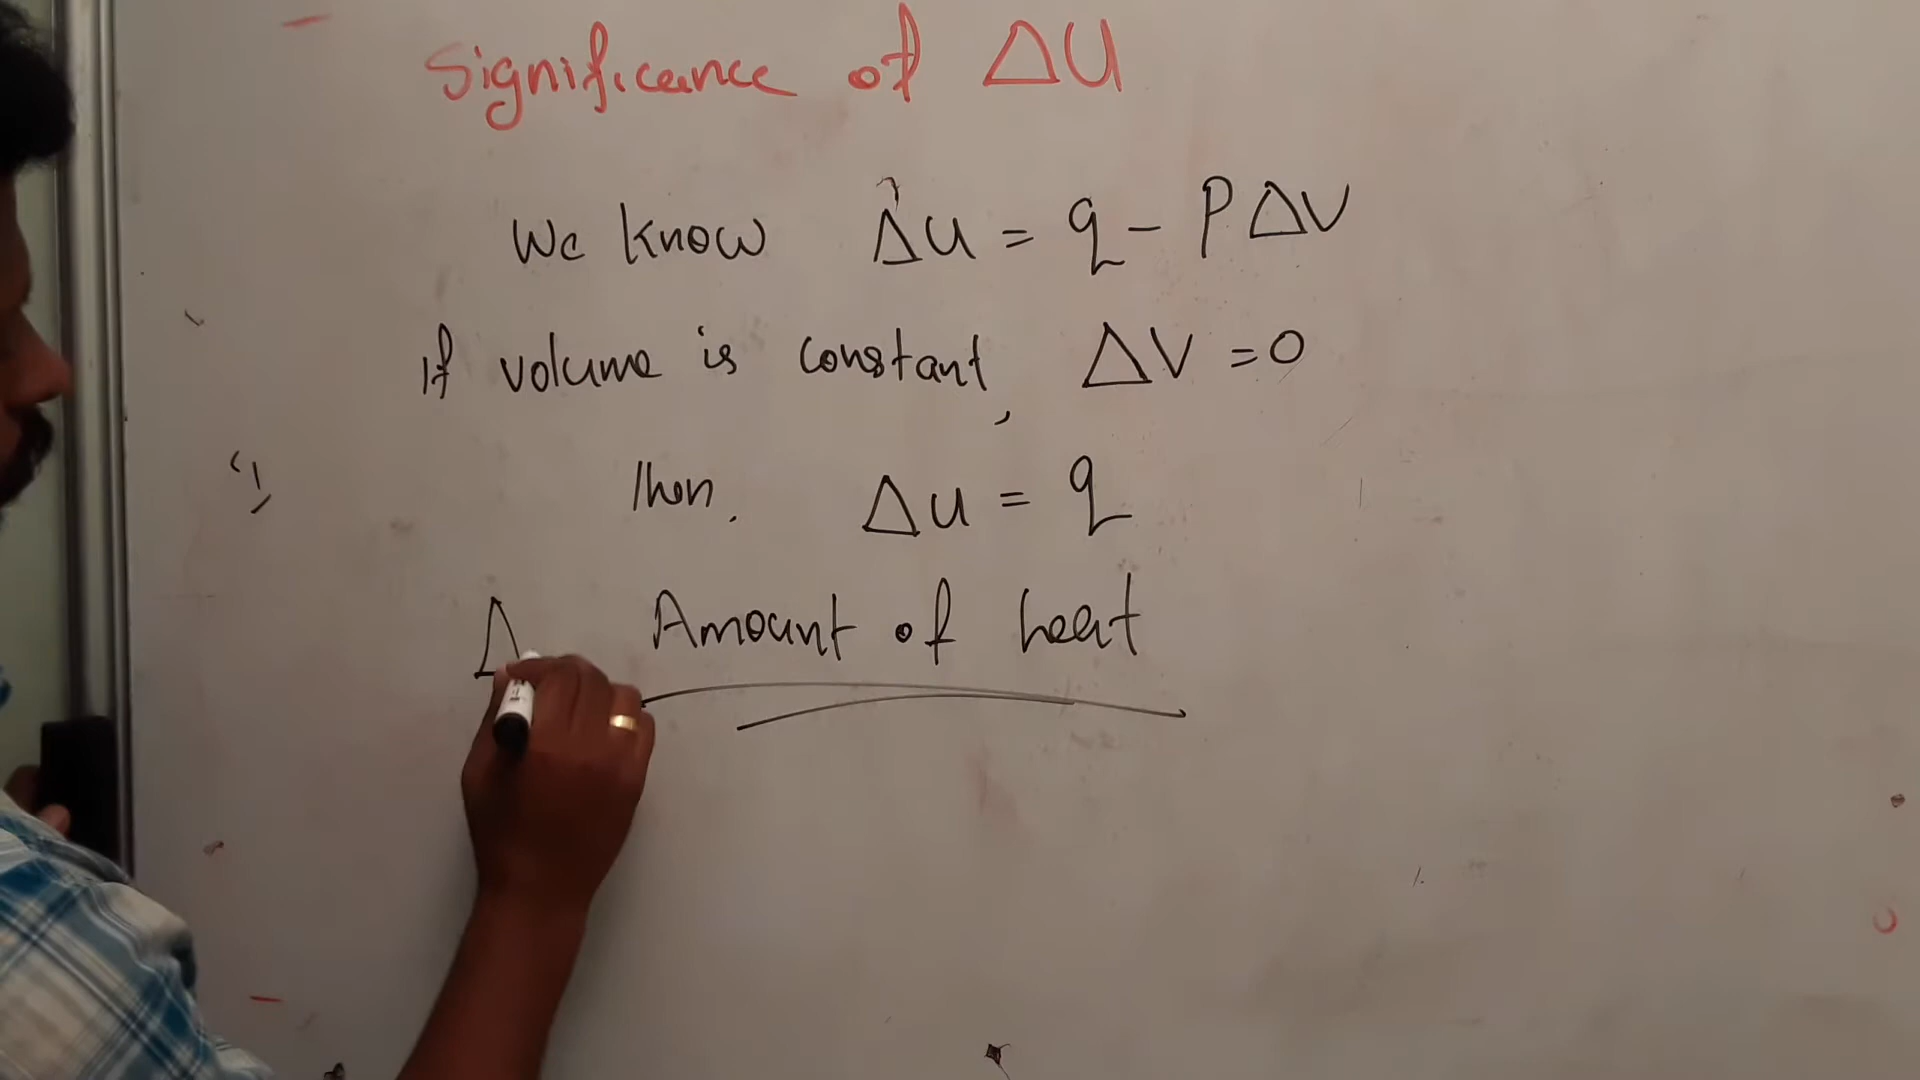 Significance of ΔU
We know ΔU = q - PΔV
If volume is constant, ΔV = 0
Then, ΔU = q
Δ Amount of heat